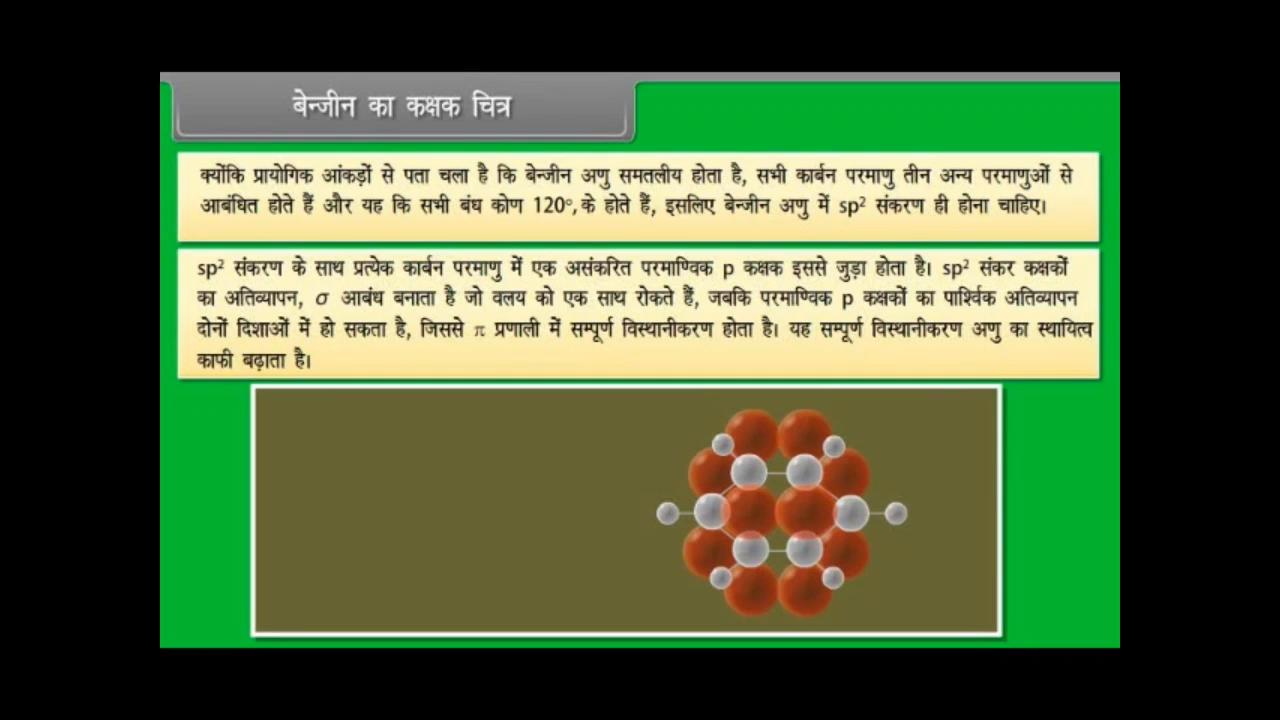 बेन्जीन का कक्षक चित्र
क्योंकि प्रायोगिक आंकड़ों से पता चला है कि बेन्जीन अणु समतलीय होता है, सभी कार्बन परमाणु तीन अन्य परमाणुओं से
आबंधित होते हैं और यह कि सभी बंध कोण 120°, के होते हैं, इसलिए बेन्जीन अणु में sp² संकरण ही होना चाहिए।
sp² संकरण के साथ प्रत्येक कार्बन परमाणु में एक असंकरित परमाण्विक p कक्षक इससे जुड़ा होता है। sp² संकर कक्षकों
का अतिव्यापन, σ आबंध बनाता है जो वलय को एक साथ रोकते हैं, जबकि परमाण्विक p कक्षकों का पार्श्विक अतिव्यापन
दोनों दिशाओं में हो सकता है, जिससे π प्रणाली में सम्पूर्ण विस्थानीकरण होता है। यह सम्पूर्ण विस्थानीकरण अणु का स्थायित्व
काफी बढ़ाता है।